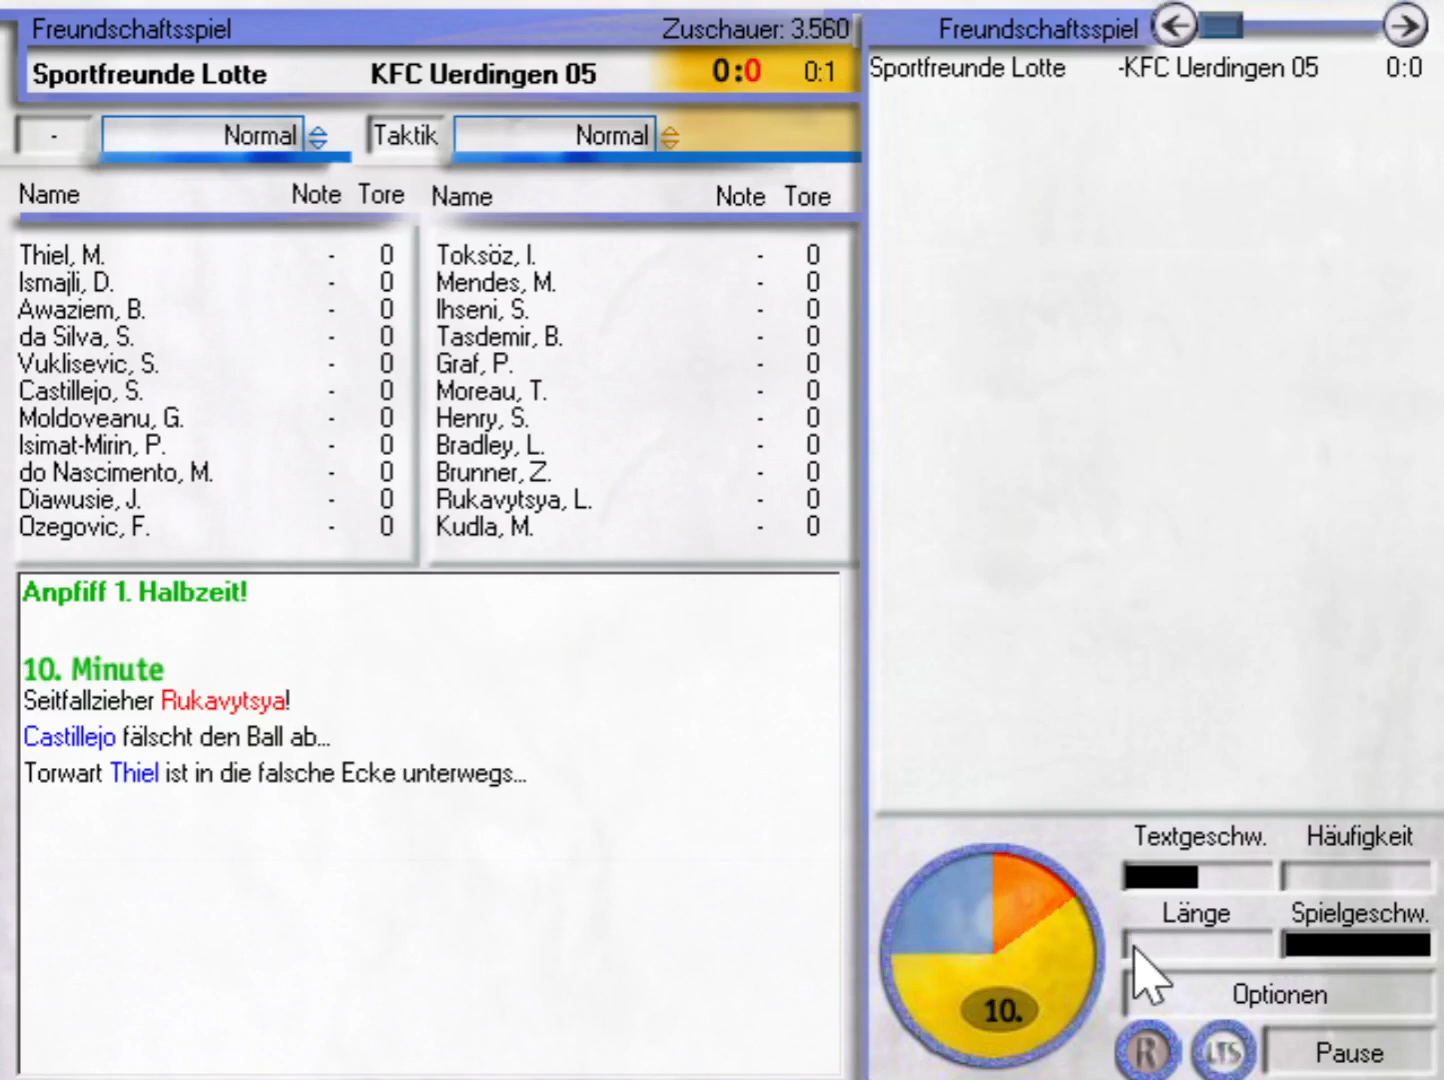 Freundschaftsspiel Zuschauer: 3.560
Sportfreunde Lotte KFC Uerdingen 05 0:0 0:1
- Normal Taktik Normal
Name Note Tore Name Note Tore
Thiel, M. - 0 Toksöz, I. - 0
Ismajli, D. - 0 Mendes, M. - 0
Awaziem, B. - 0 Ihseni, S. - 0
da Silva, S. - 0 Tasdemir, B. - 0
Vuklisevic, S. - 0 Graf, P. - 0
Castillejo, S. - 0 Moreau, T. - 0
Moldoveanu, G. - 0 Henry, S. - 0
Isimat-Mirin, P. - 0 Bradley, L. - 0
do Nascimento, M. - 0 Brunner, Z. - 0
Diawusie, J. - 0 Rukavytsya, L. - 0
Ozegovic, F. - 0 Kudla, M. - 0
Anpfiff 1. Halbzeit!
10. Minute
Seitfallzieher Rukavytsya!
Castillejo fälscht den Ball ab...
Torwart Thiel ist in die falsche Ecke unterwegs...
Freundschaftsspiel
Sportfreunde Lotte -KFC Uerdingen 05 0:0
Textgeschw. Häufigkeit
Länge Spielgeschw.
10.
Optionen
R LTS Pause